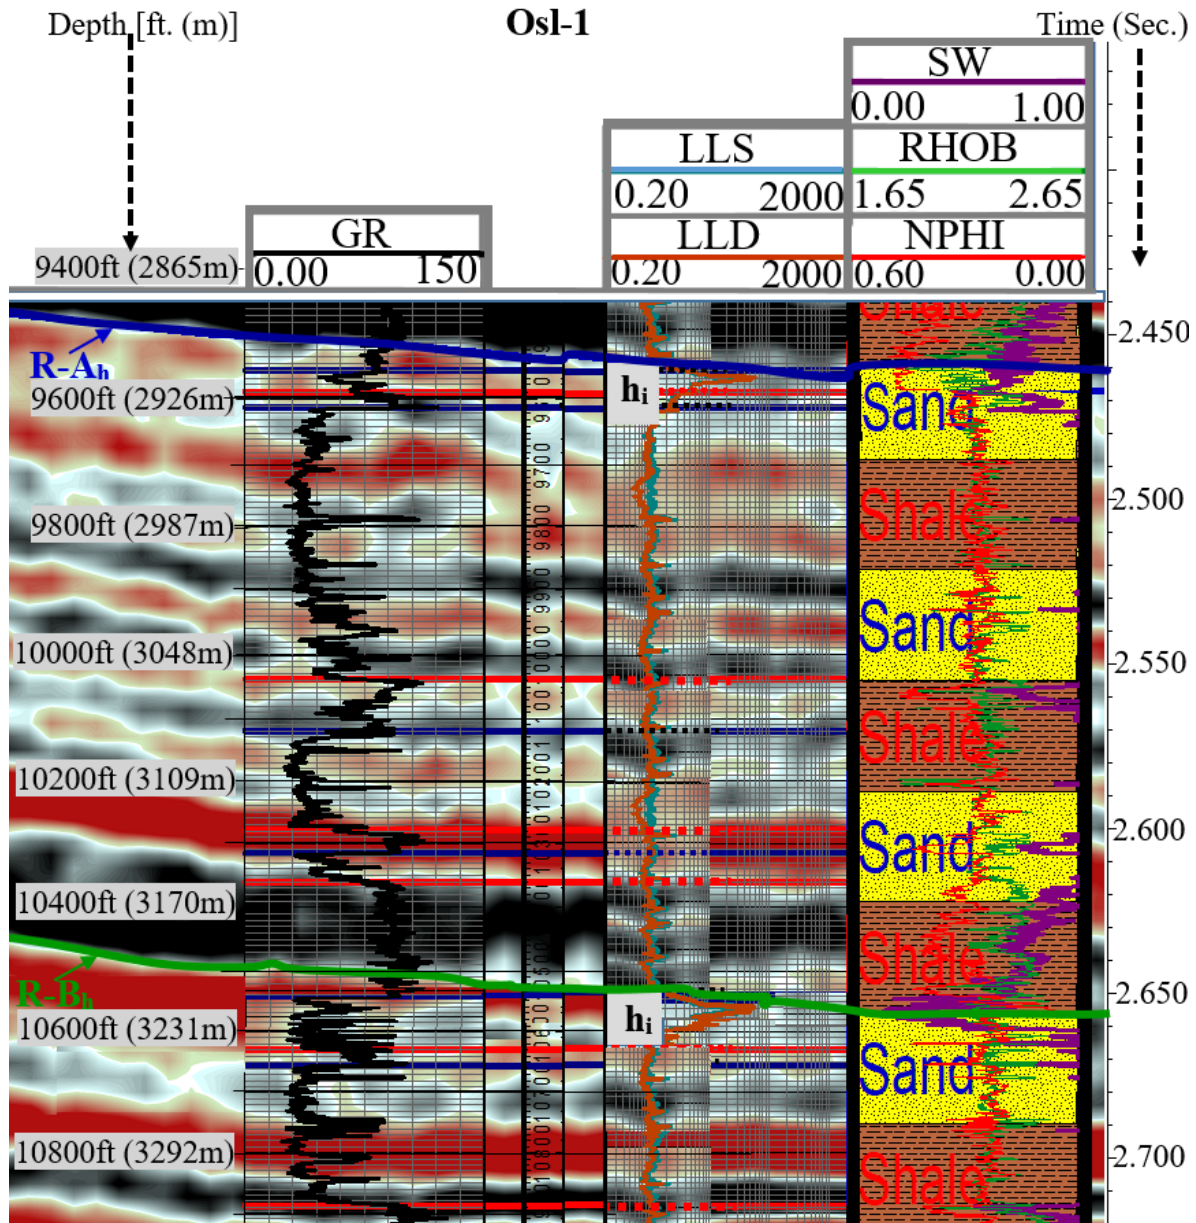 Depth [ft. (m)]
Osl-1
Time (Sec.)
SW
0.00 1.00
LLS
RHOB
0.20 2000
1.65 2.65
GR
LLD
NPHI
9400ft (2865m)
0.00 150
0.20 2000
0.60 0.00
Shale
2.450
R-Ah
hi
9600ft (2926m)
Sand
9700
Shale
2.500
9800ft (2987m)
9800
9900
Sand
10000ft (3048m)
10000
2.550
Shale
10200ft (3109m)
2.600
Sand
10400ft (3170m)
Shale
R-Bh
2.650
hi
10600ft (3231m)
Sand
10800ft (3292m)
2.700
Shale